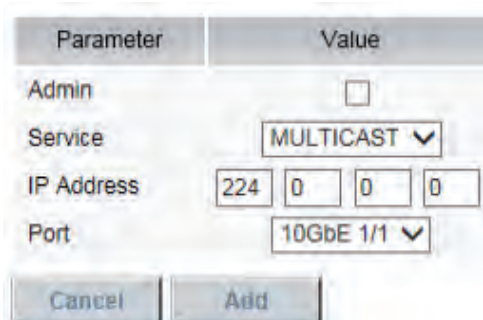 Parameter Value
Admin
Service MULTICAST
IP Address 224 0 0 0
Port 10GbE 1/1
Cancel Add